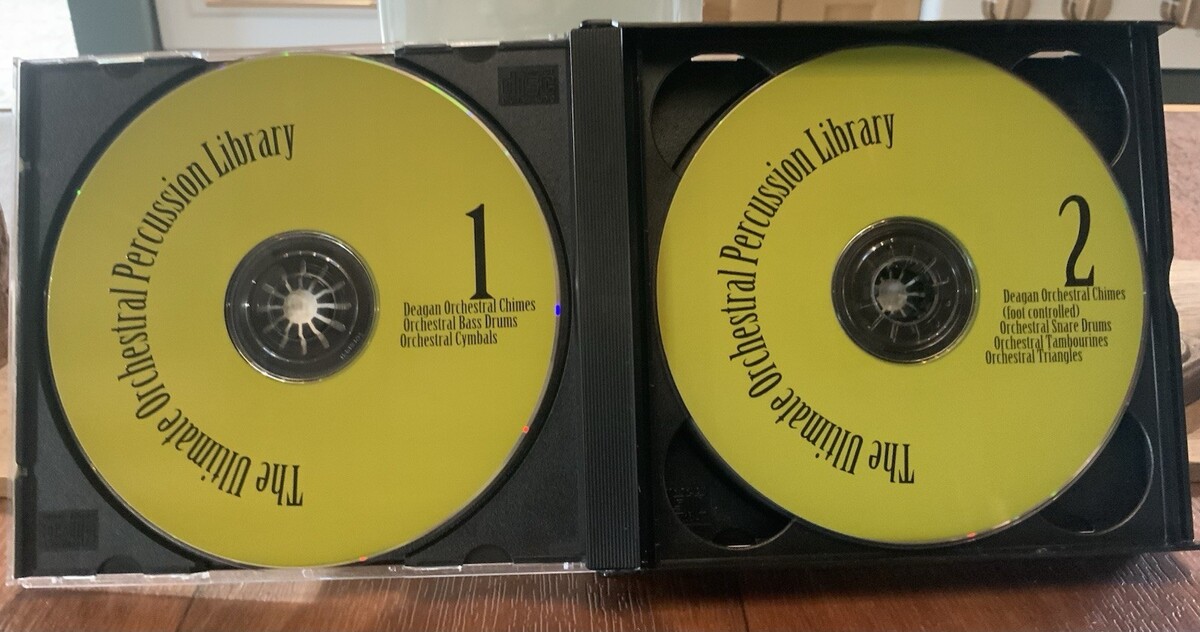 The Ultimate Orchestral Percussion Library
1
Deagan Orchestral Chimes
Orchestral Bass Drums
Orchestral Cymbals
The Ultimate Orchestral Percussion Library
2
Deagan Orchestral Chimes
(foot controlled)
Orchestral Snare Drums
Orchestral Tambourines
Orchestral Triangles